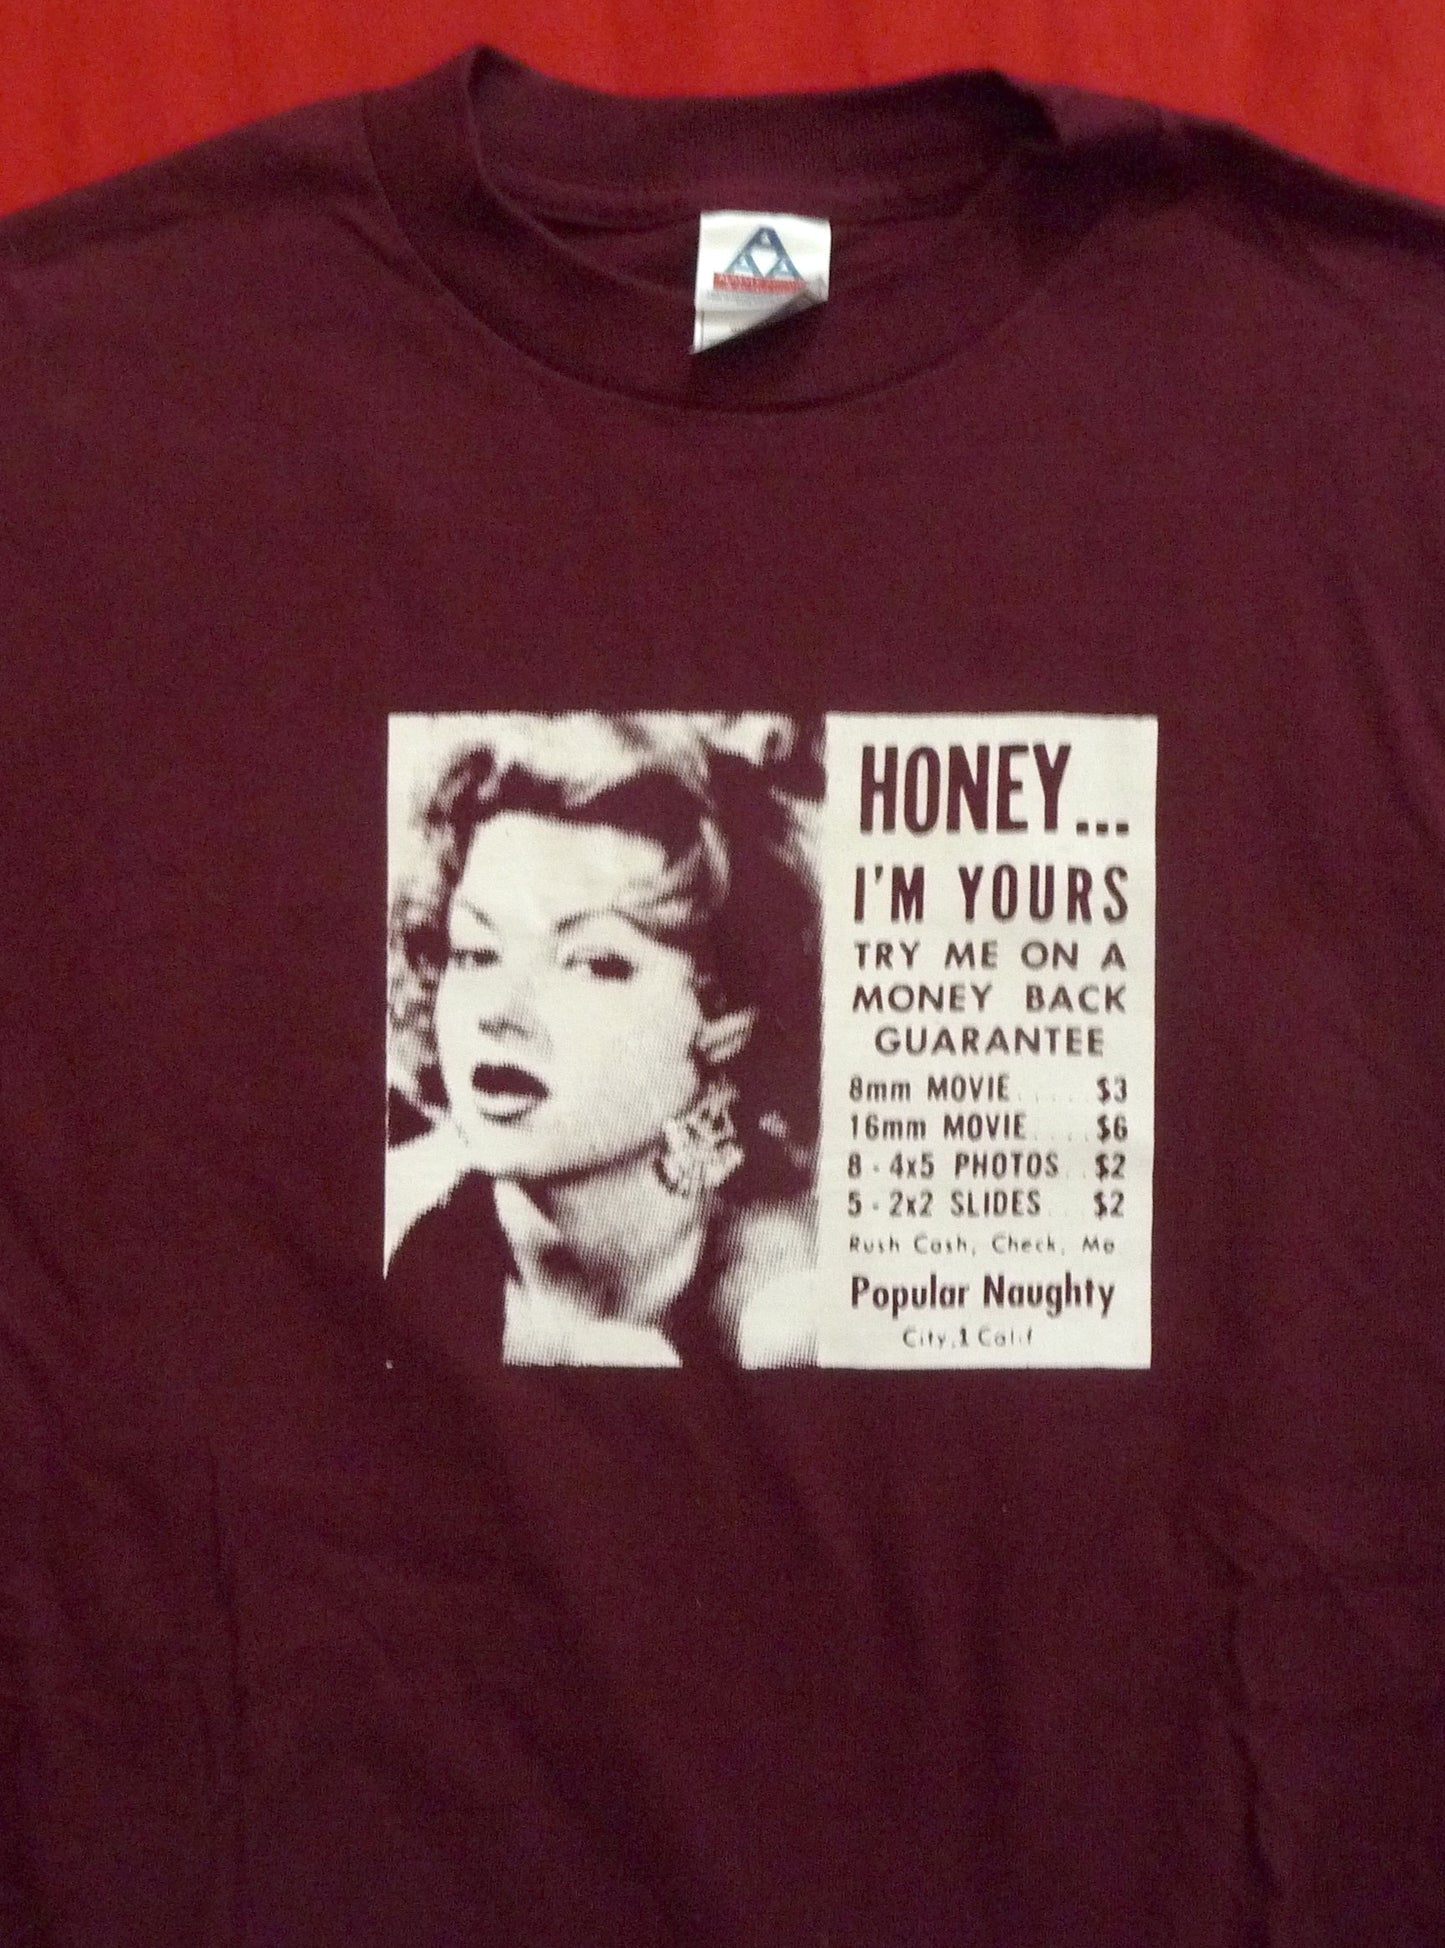 HONEY...
I'M YOURS
TRY ME ON A
MONEY BACK
GUARANTEE
8mm MOVIE.....$3
16mm MOVIE....$6
8 - 4x5 PHOTOS..$2
5 - 2x2 SLIDES...$2
Rush Cash, Check, Mo
Popular Naughty
City,1 Calif
AAA